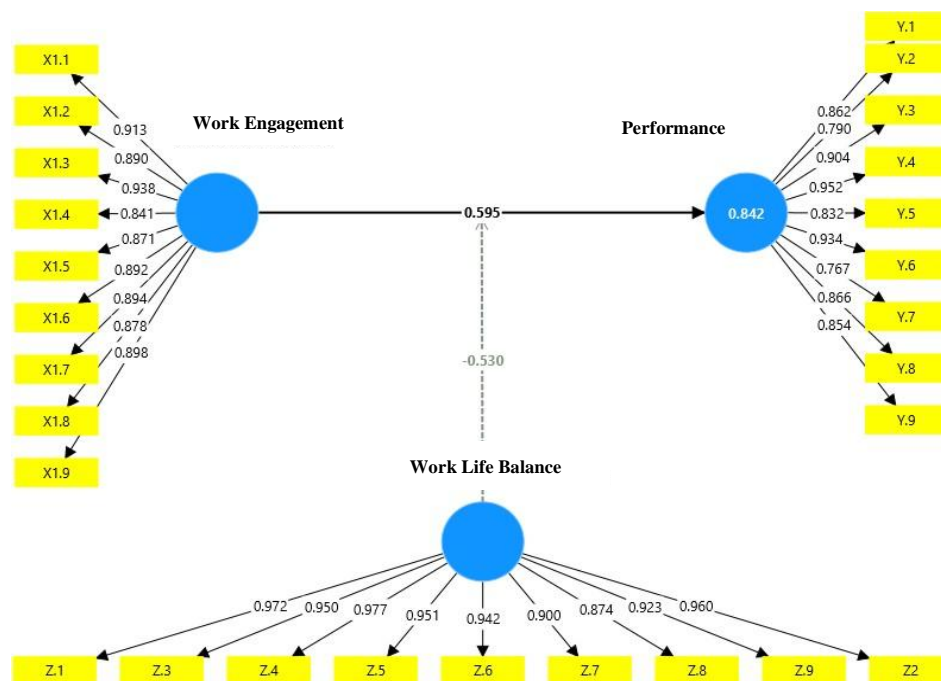 Y.1
X1.1
Y.2
X1.2
Y.3
0.913
0.862
Work Engagement
Performance
0.790
0.890
0.904
X1.3
Y.4
0.938
0.952
X1.4
0.841
0.595
0.842
0.832
Y.5
0.871
0.934
X1.5
Y.6
0.892
0.767
0.894
0.866
X1.6
Y.7
0.878
0.854
0.898
X1.7
-0.530
Y.8
X1.8
Y.9
X1.9
Work Life Balance
0.972
0.950
0.977
0.951
0.942
0.900
0.874
0.923
0.960
Z.1
Z.3
Z.4
Z.5
Z.6
Z.7
Z.8
Z.9
Z2